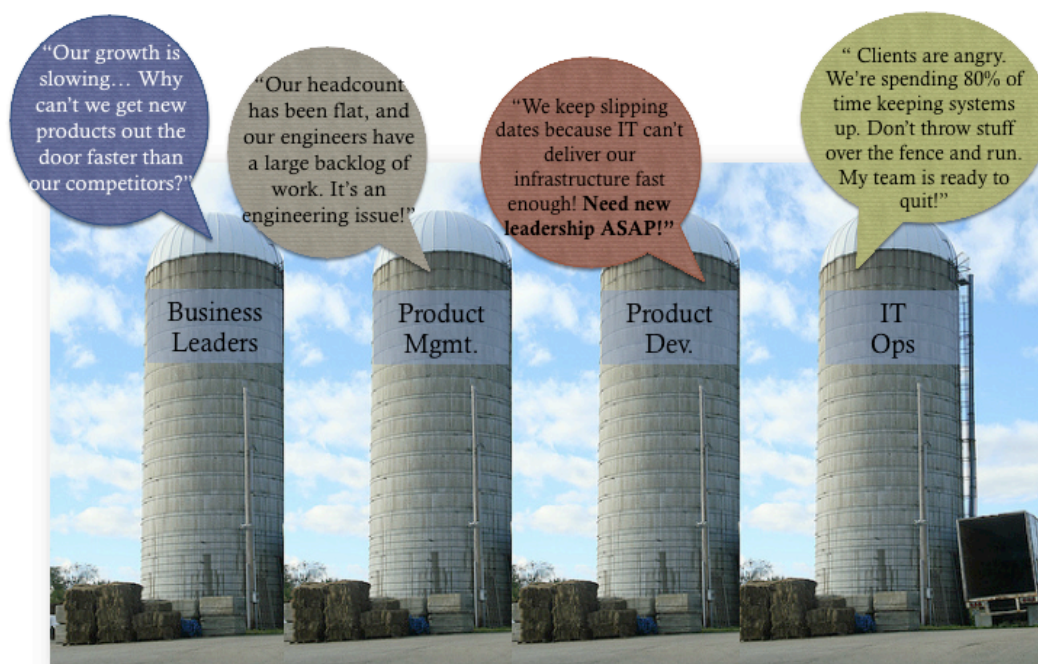 “Our growth is
slowing… Why
can’t we get new
products out the
door faster than
our competitors?”
“Our headcount
has been flat, and
our engineers have
a large backlog of
work. It’s an
engineering issue!”
“We keep slipping
dates because IT can’t
deliver our
infrastructure fast
enough! Need new
leadership ASAP!”
“ Clients are angry.
We’re spending 80% of
time keeping systems
up. Don’t throw stuff
over the fence and run.
My team is ready to
quit!”
Business
Leaders
Product
Mgmt.
Product
Dev.
IT
Ops